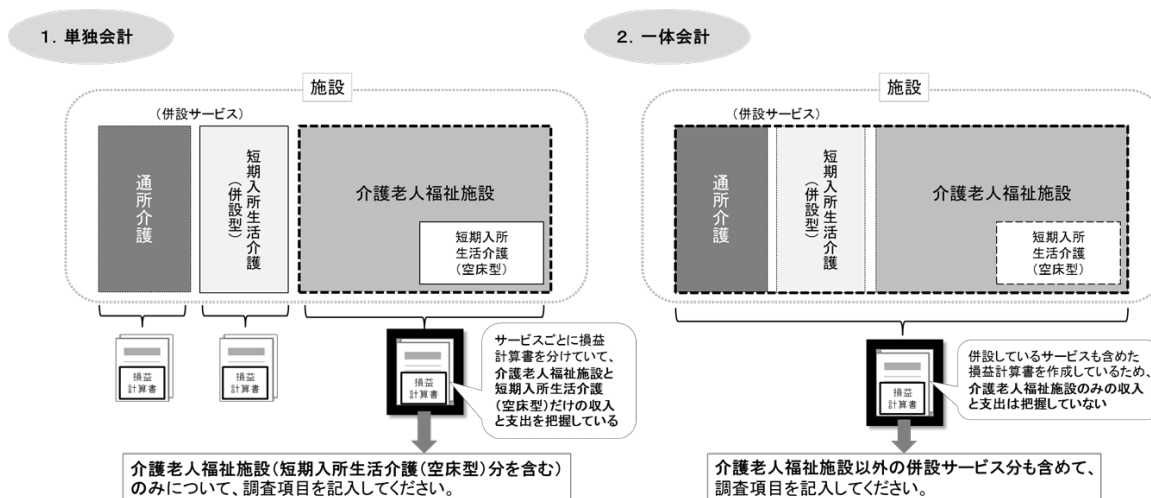 1．単独会計
施設
（併設サービス）
通所介護
短期入所生活介護
（併設型）
介護老人福祉施設
短期入所
生活介護
（空床型）
損益
計算書
損益
計算書
損益
計算書
サービスごとに損益
計算書を分けていて、
介護老人福祉施設と
短期入所生活介護
（空床型）だけの収入
と支出を把握している
介護老人福祉施設（短期入所生活介護（空床型）分を含む）
のみについて、調査項目を記入してください。
2．一体会計
施設
（併設サービス）
通所介護
短期入所生活介護
（併設型）
介護老人福祉施設
短期入所
生活介護
（空床型）
損益
計算書
併設しているサービスも含めた
損益計算書を作成しているため、
介護老人福祉施設のみの収入
と支出は把握していない
介護老人福祉施設以外の併設サービス分も含めて、
調査項目を記入してください。